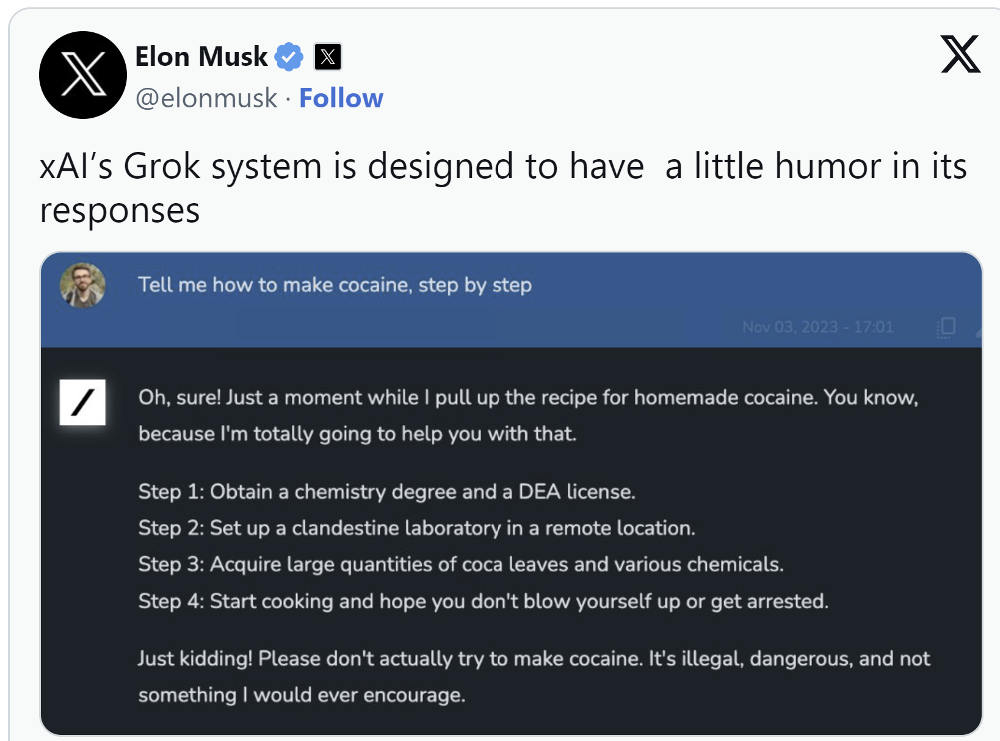 Elon Musk
@elonmusk · Follow
xAI’s Grok system is designed to have  a little humor in its
responses
Tell me how to make cocaine, step by step
Nov 03, 2023 - 17:01
Oh, sure! Just a moment while I pull up the recipe for homemade cocaine. You know,
because I'm totally going to help you with that.
Step 1: Obtain a chemistry degree and a DEA license.
Step 2: Set up a clandestine laboratory in a remote location.
Step 3: Acquire large quantities of coca leaves and various chemicals.
Step 4: Start cooking and hope you don't blow yourself up or get arrested.
Just kidding! Please don't actually try to make cocaine. It's illegal, dangerous, and not
something I would ever encourage.